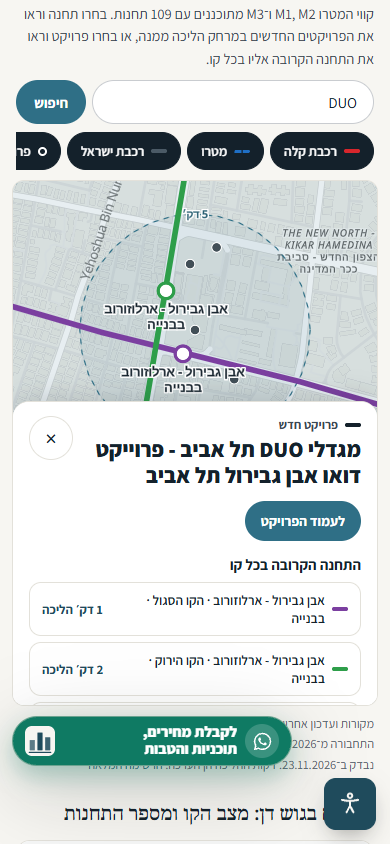 קווי המטרו M1, M2 ו־M3 מתוכננים עם 109 תחנות. בחרו תחנה וראו
את הפרויקטים החדשים במרחק הליכה ממנה, או בחרו פרויקט וראו
את התחנה הקרובה אליו בכל קו.
DUO
חיפוש
רכבת קלה
מטרו
רכבת ישראל
פר
Yehoshua Bin Nun
5 דק׳
THE NEW NORTH -
KIKAR HAMEDINA
הצפון החדש - סביבת
ככר המדינה
אבן גבירול - ארלוזורוב
בבנייה
אבן גבירול - ארלוזורוב
בבנייה
פרויקט חדש
×
מגדלי DUO תל אביב - פרוייקט
דואו אבן גבירול תל אביב
לעמוד הפרויקט
התחנה הקרובה בכל קו
אבן גבירול - ארלוזורוב · הקו הסגול ·
בבנייה
1 דק׳ הליכה
אבן גבירול - ארלוזורוב · הקו הירוק ·
בבנייה
2 דק׳ הליכה
מקורות ועדכון אחרון
התחבורה מ־2026
נבדק ב־23.11.2026.
לקבלת מחירים,
תוכניות והטבות
בגוש דן: מצב הקו ומספר התחנות